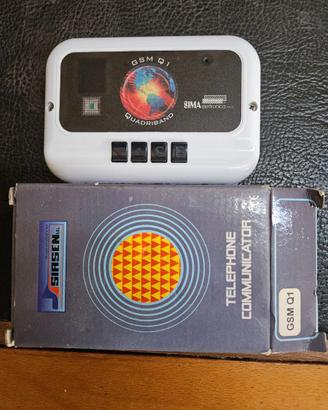 GSM Q1
QUADRIBAND
SIMA
SIRSEN
TELEPHONE
COMMUNICATOR
GSM Q1